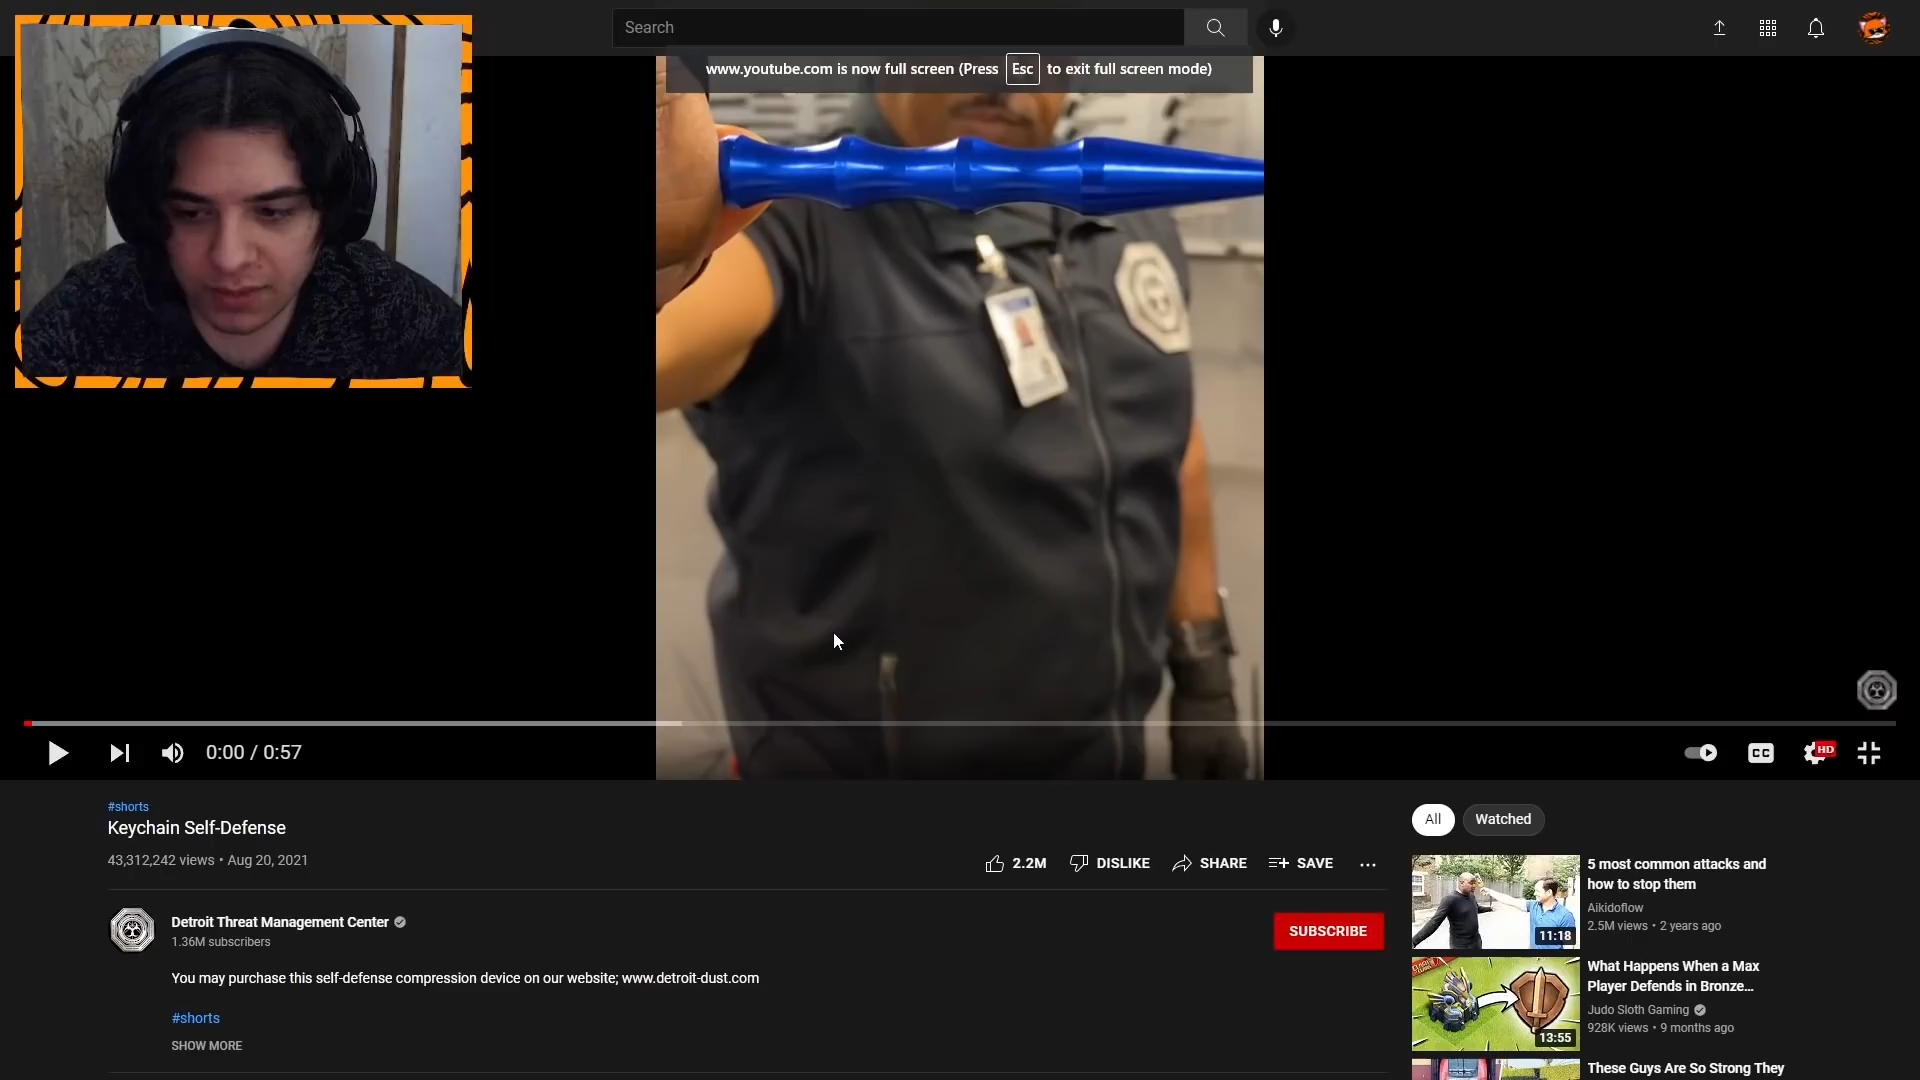 Search
www.youtube.com is now full screen (Press Esc to exit full screen mode)
0:00 / 0:57
CC
HD
#shorts
Keychain Self-Defense
43,312,242 views • Aug 20, 2021
2.2M DISLIKE SHARE SAVE
Detroit Threat Management Center
1.36M subscribers
SUBSCRIBE
You may purchase this self-defense compression device on our website; www.detroit-dust.com
#shorts
SHOW MORE
All Watched
5 most common attacks and
how to stop them
Aikidoflow
2.5M views • 2 years ago
11:18
What Happens When a Max
Player Defends in Bronze...
Judo Sloth Gaming
928K views • 9 months ago
13:55
These Guys Are So Strong They